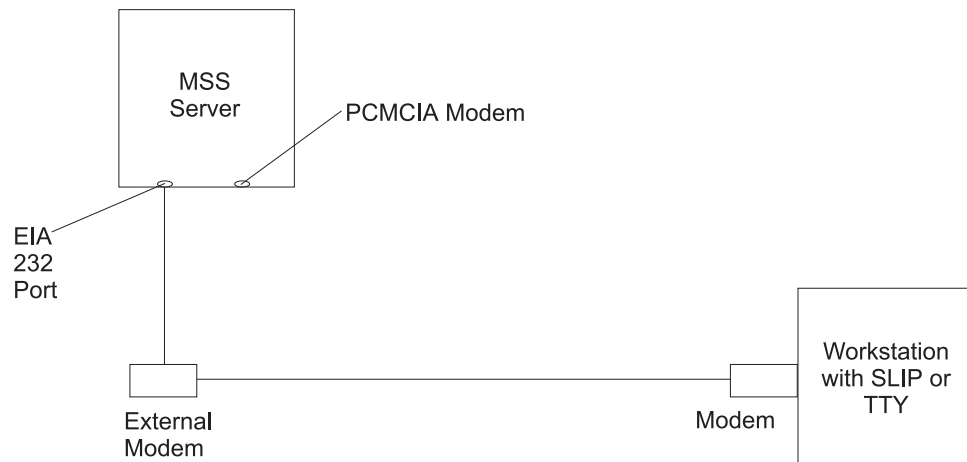 MSS
Server
PCMCIA Modem
EIA
232
Port
Workstation
with SLIP or
TTY
External
Modem
Modem